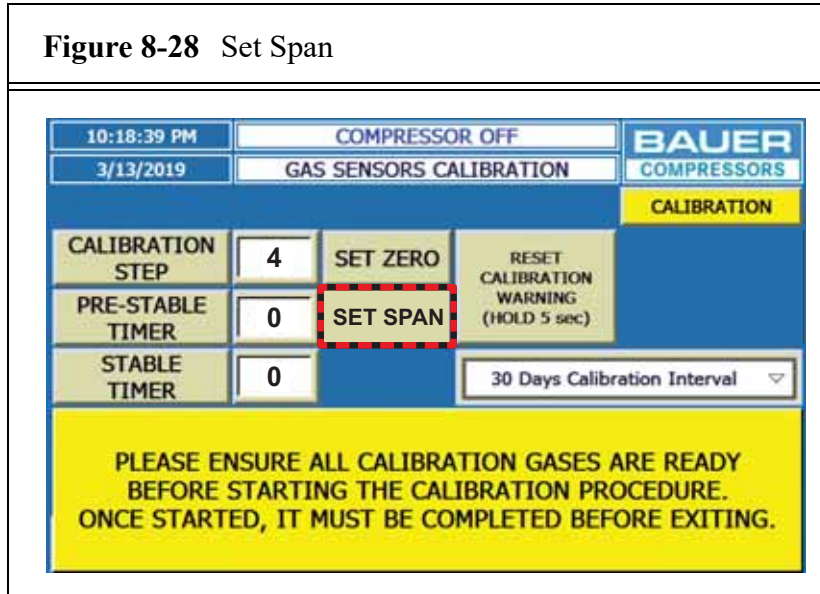 Figure 8-28 Set Span
10:18:39 PM
COMPRESSOR OFF
BAUER
3/13/2019
GAS SENSORS CALIBRATION
COMPRESSORS
CALIBRATION
CALIBRATION
STEP
4
SET ZERO
RESET
CALIBRATION
WARNING
(HOLD 5 sec)
PRE-STABLE
TIMER
0
SET SPAN
STABLE
TIMER
0
30 Days Calibration Interval
PLEASE ENSURE ALL CALIBRATION GASES ARE READY
BEFORE STARTING THE CALIBRATION PROCEDURE.
ONCE STARTED, IT MUST BE COMPLETED BEFORE EXITING.